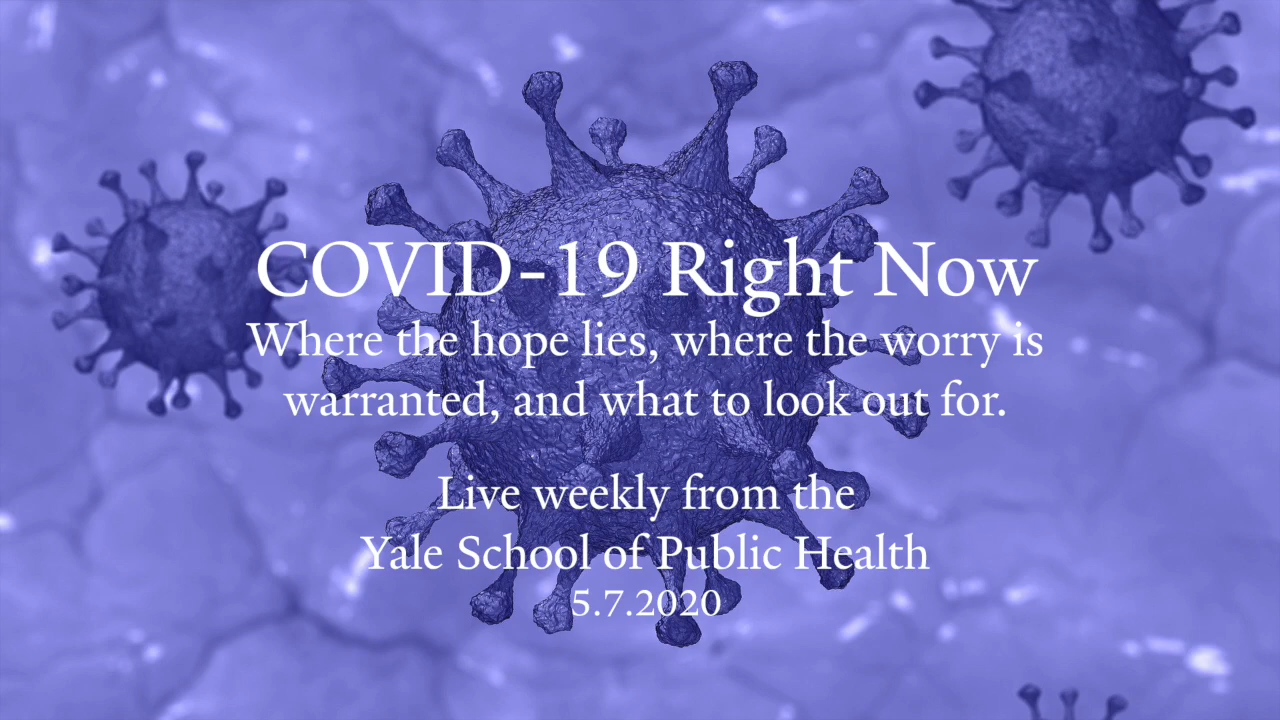 COVID-19 Right Now
Where the hope lies, where the worry is
warranted, and what to look out for.
Live weekly from the
Yale School of Public Health
5.7.2020